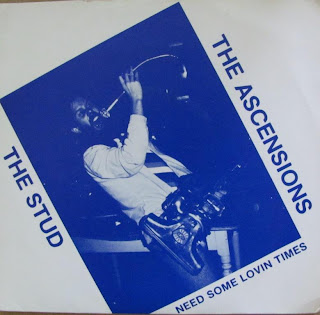 THE ASCENSIONS
THE STUD
NEED SOME LOVIN TIMES